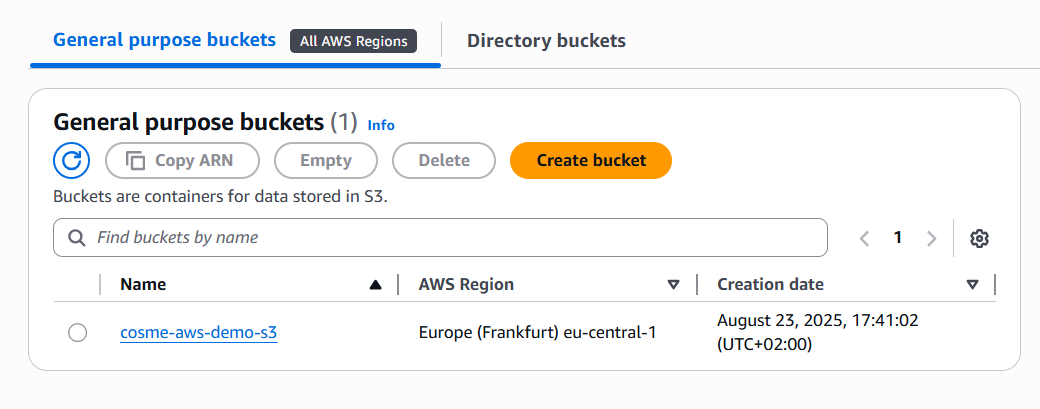 General purpose buckets All AWS Regions Directory buckets
General purpose buckets (1) Info
Copy ARN Empty Delete Create bucket
Buckets are containers for data stored in S3.
Find buckets by name 1
Name AWS Region Creation date
cosme-aws-demo-s3 Europe (Frankfurt) eu-central-1 August 23, 2025, 17:41:02
(UTC+02:00)